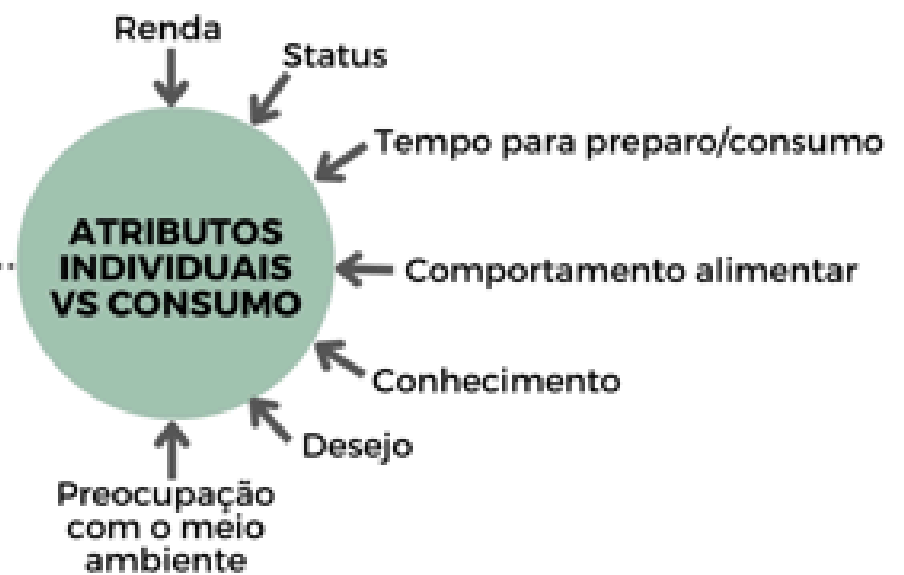 Renda
Status
Tempo para preparo/consumo
ATRIBUTOS
INDIVIDUAIS
VS CONSUMO
Comportamento alimentar
Conhecimento
Desejo
Preocupação
com o meio
ambiente